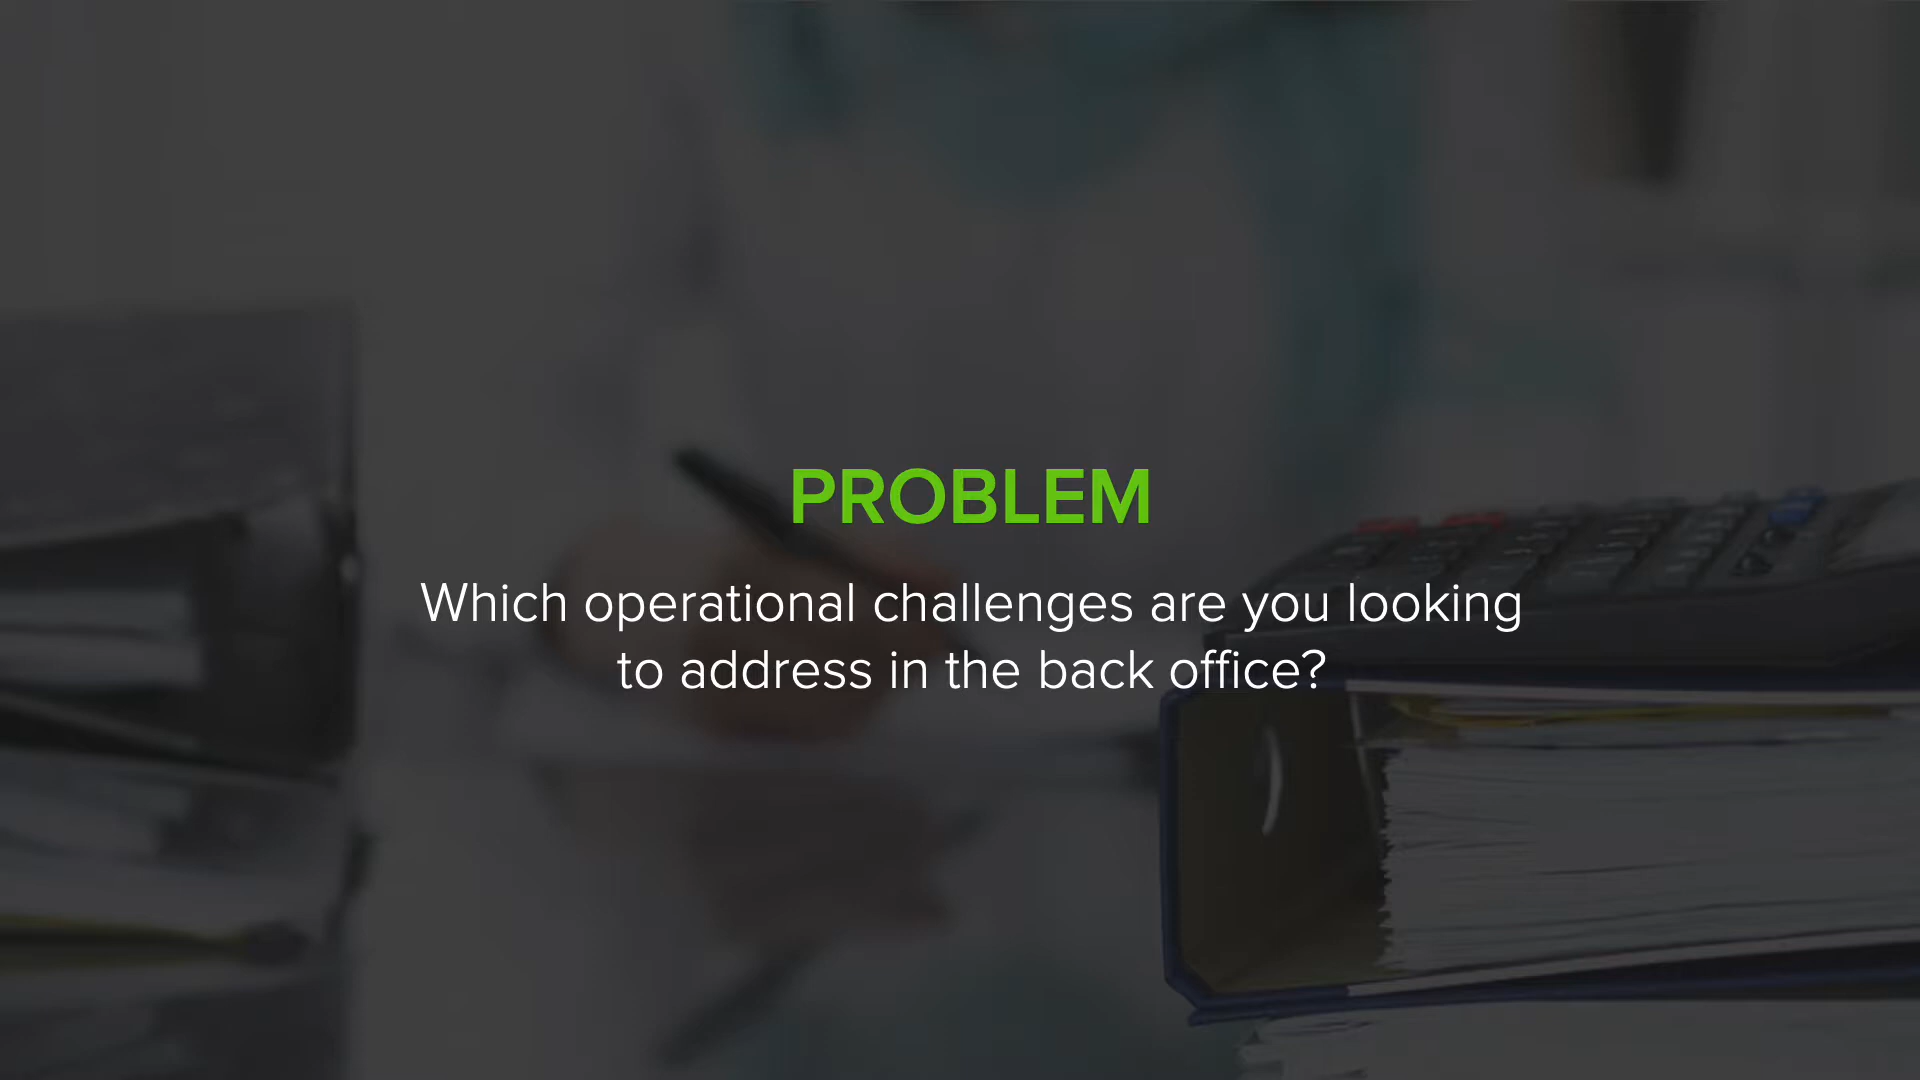 PROBLEM
Which operational challenges are you looking
to address in the back office?